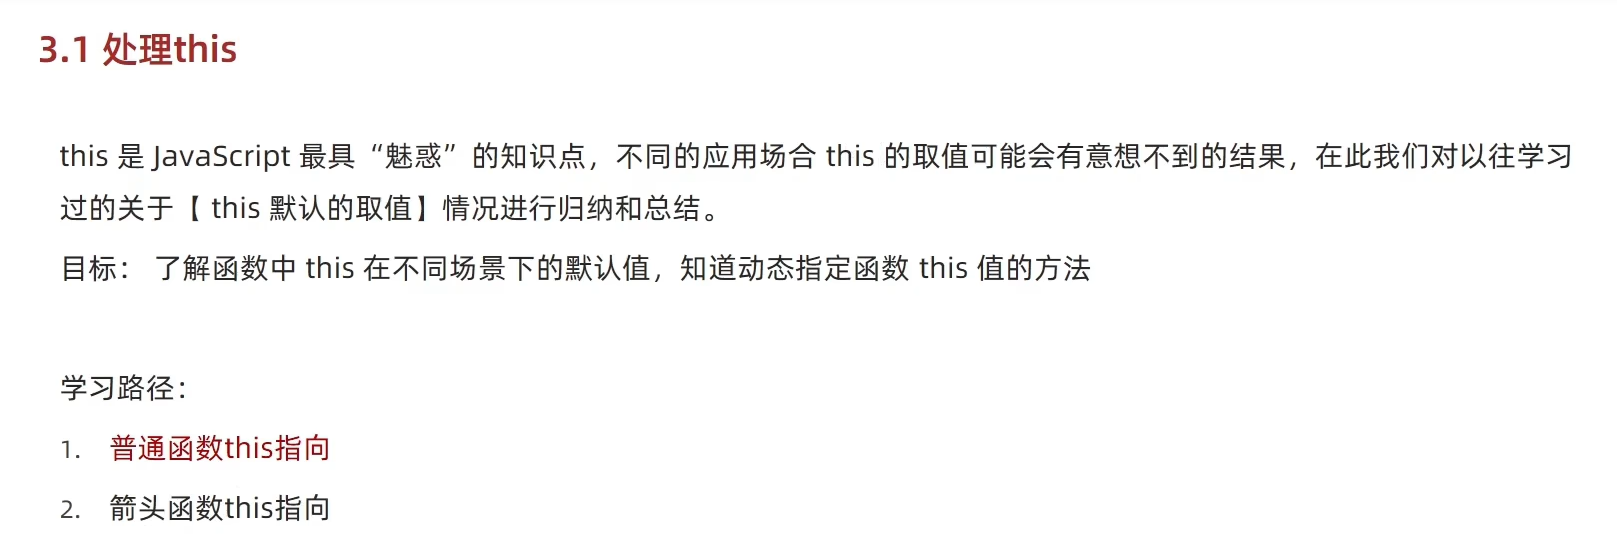 3.1 处理this
this 是 JavaScript 最具“魅惑”的知识点，不同的应用场合 this 的取值可能会有意想不到的结果，在此我们对以往学习
过的关于【 this 默认的取值】情况进行归纳和总结。
目标： 了解函数中 this 在不同场景下的默认值，知道动态指定函数 this 值的方法
学习路径：
1. 普通函数this指向
2. 箭头函数this指向